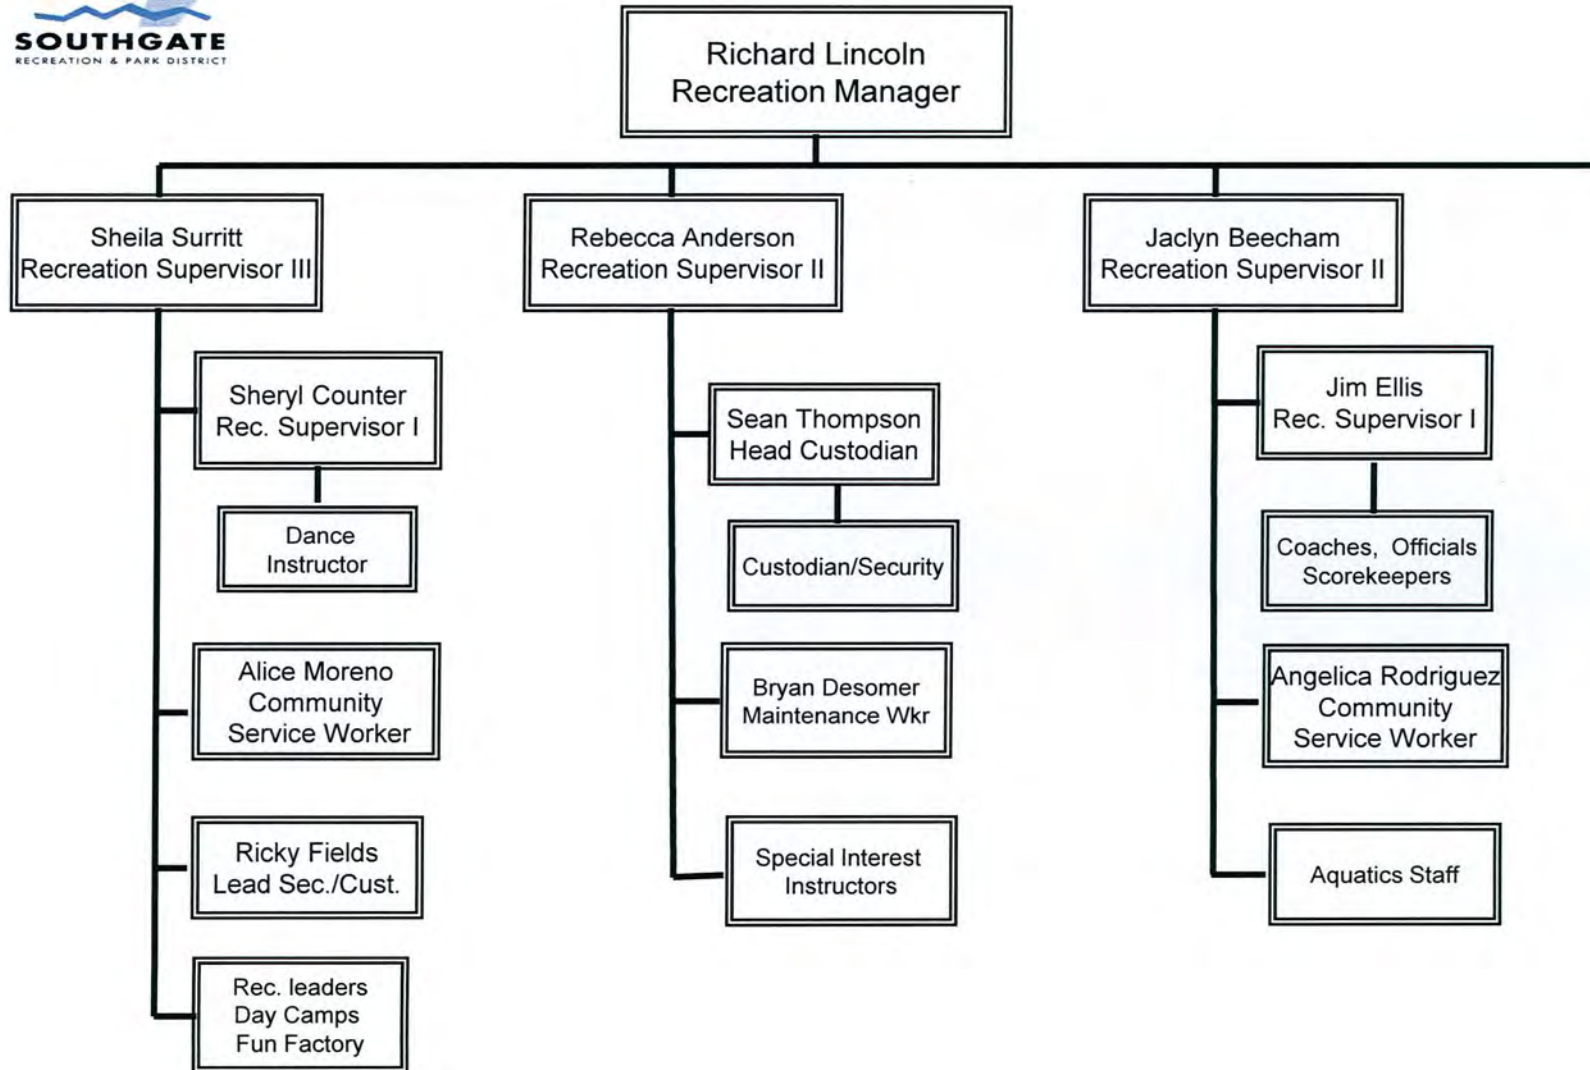 SOUTHGATE
RECREATION & PARK DISTRICT
Richard Lincoln
Recreation Manager
Sheila Surritt
Recreation Supervisor III
Rebecca Anderson
Recreation Supervisor II
Jaclyn Beecham
Recreation Supervisor II
Sheryl Counter
Rec. Supervisor I
Dance
Instructor
Alice Moreno
Community
Service Worker
Ricky Fields
Lead Sec./Cust.
Rec. leaders
Day Camps
Fun Factory
Sean Thompson
Head Custodian
Custodian/Security
Bryan Desomer
Maintenance Wkr
Special Interest
Instructors
Jim Ellis
Rec. Supervisor I
Coaches, Officials
Scorekeepers
Angelica Rodriguez
Community
Service Worker
Aquatics Staff